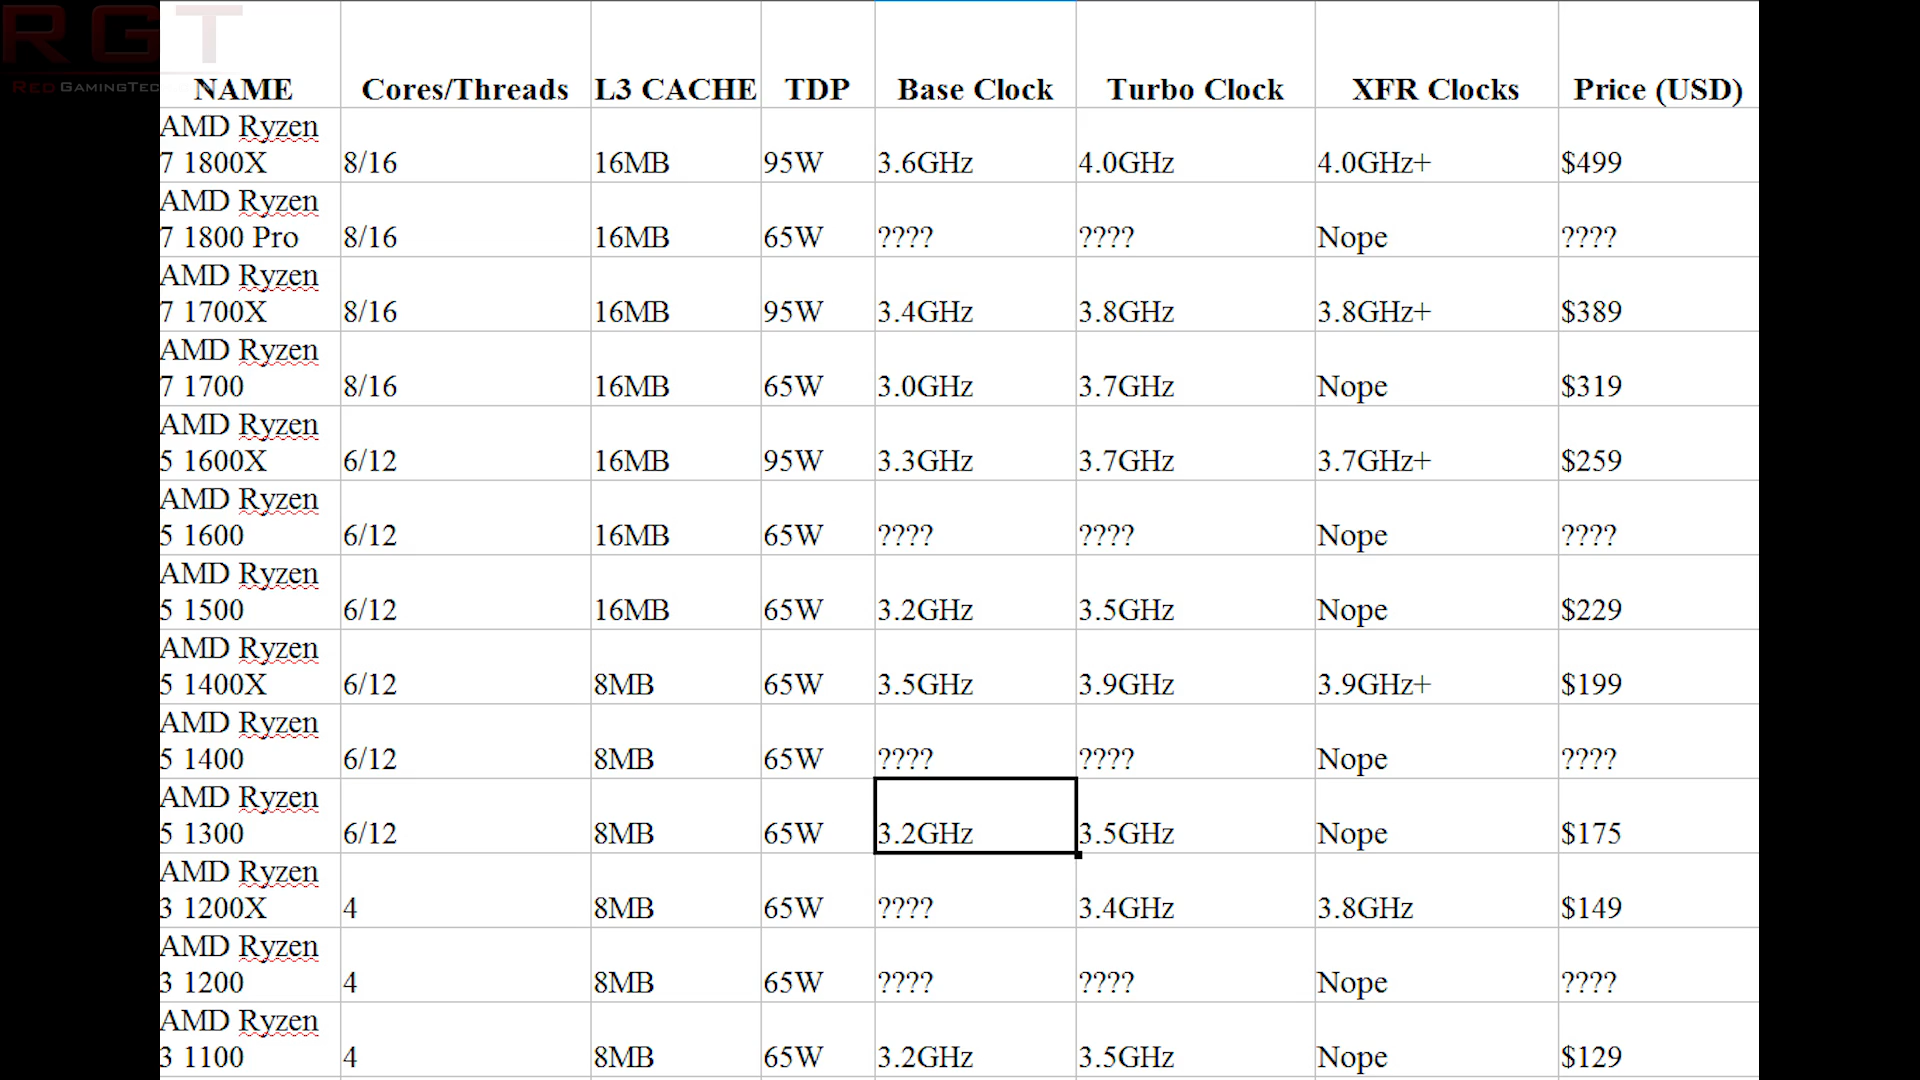 RGT
RED GAMINGTEC
NAME Cores/Threads L3 CACHE TDP Base Clock Turbo Clock XFR Clocks Price (USD)
AMD Ryzen
7 1800X 8/16 16MB 95W 3.6GHz 4.0GHz 4.0GHz+ $499
AMD Ryzen
7 1800 Pro 8/16 16MB 65W ???? ???? Nope ????
AMD Ryzen
7 1700X 8/16 16MB 95W 3.4GHz 3.8GHz 3.8GHz+ $389
AMD Ryzen
7 1700 8/16 16MB 65W 3.0GHz 3.7GHz Nope $319
AMD Ryzen
5 1600X 6/12 16MB 95W 3.3GHz 3.7GHz 3.7GHz+ $259
AMD Ryzen
5 1600 6/12 16MB 65W ???? ???? Nope ????
AMD Ryzen
5 1500 6/12 16MB 65W 3.2GHz 3.5GHz Nope $229
AMD Ryzen
5 1400X 6/12 8MB 65W 3.5GHz 3.9GHz 3.9GHz+ $199
AMD Ryzen
5 1400 6/12 8MB 65W ???? ???? Nope ????
AMD Ryzen
5 1300 6/12 8MB 65W 3.2GHz 3.5GHz Nope $175
AMD Ryzen
3 1200X 4 8MB 65W ???? 3.4GHz 3.8GHz $149
AMD Ryzen
3 1200 4 8MB 65W ???? ???? Nope ????
AMD Ryzen
3 1100 4 8MB 65W 3.2GHz 3.5GHz Nope $129